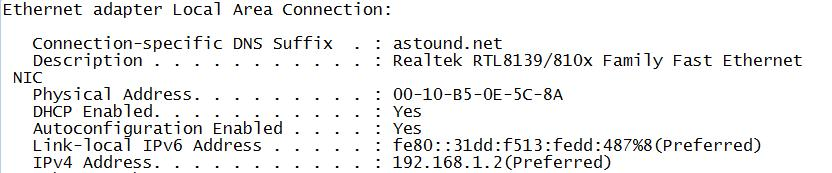 Ethernet adapter Local Area Connection:
Connection-specific DNS Suffix . : astound.net
Description . . . . . . . . . . . : Realtek RTL8139/810x Family Fast Ethernet
NIC
Physical Address. . . . . . . . . : 00-10-B5-0E-5C-8A
DHCP Enabled. . . . . . . . . . . : Yes
Autoconfiguration Enabled . . . . : Yes
Link-local IPv6 Address . . . . . : fe80::31dd:f513:fedd:487%8(Preferred)
IPv4 Address. . . . . . . . . . . : 192.168.1.2(Preferred)